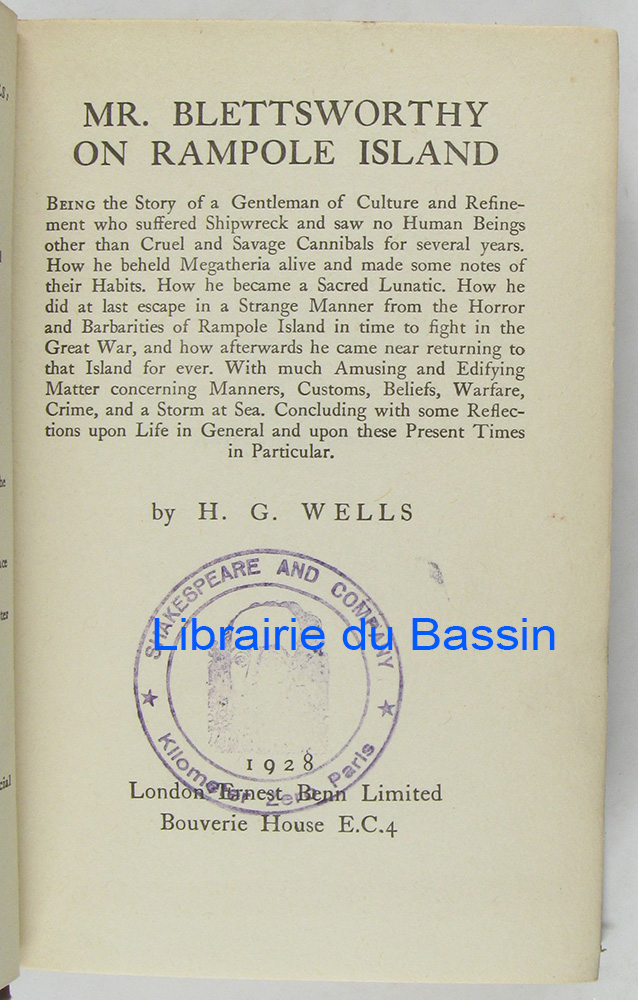 MR. BLETTSWORTHY
ON RAMPOLE ISLAND
BEING the Story of a Gentleman of Culture and Refine-
ment who suffered Shipwreck and saw no Human Beings
other than Cruel and Savage Cannibals for several years.
How he beheld Megatheria alive and made some notes of
their Habits. How he became a Sacred Lunatic. How he
did at last escape in a Strange Manner from the Horror
and Barbarities of Rampole Island in time to fight in the
Great War, and how afterwards he came near returning to
that Island for ever. With much Amusing and Edifying
Matter concerning Manners, Customs, Beliefs, Warfare,
Crime, and a Storm at Sea. Concluding with some Reflec-
tions upon Life in General and upon these Present Times
in Particular.
by H. G. WELLS
SHAKESPEARE AND COMPANY
Librairie du Bassin
★ Kilometer Zero Paris ★
1928
London Ernest Benn Limited
Bouverie House E.C.4